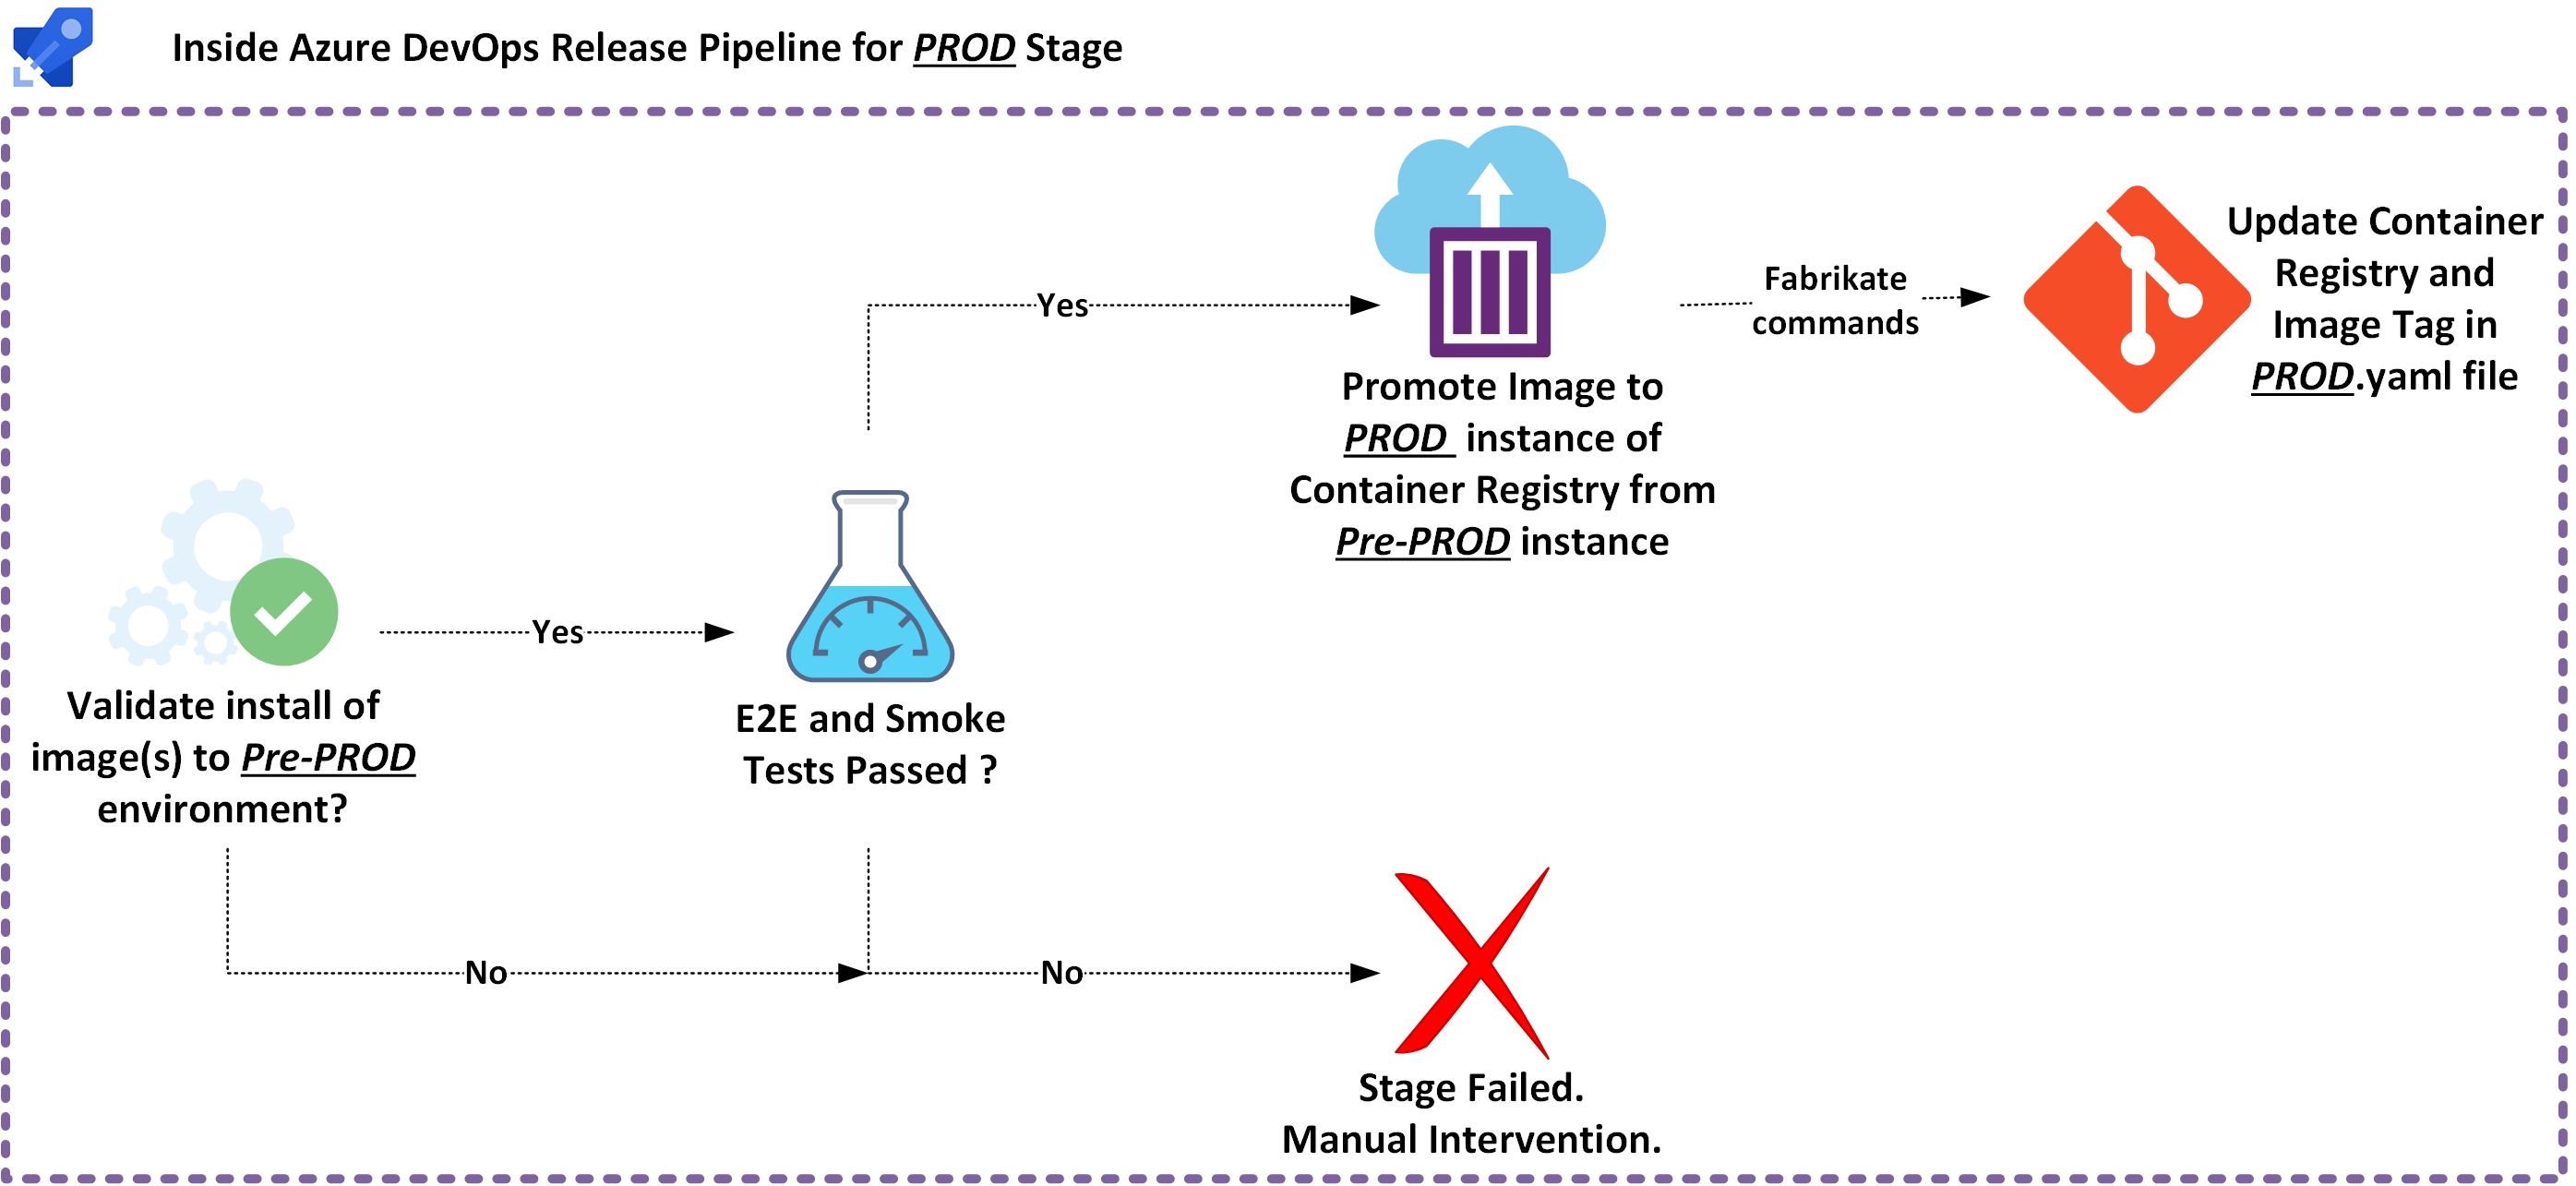 Inside Azure DevOps Release Pipeline for PROD Stage
Yes
Fabrikate
commands
Update Container
Registry and
Image Tag in
PROD.yaml file
Promote Image to
PROD instance of
Container Registry from
Pre-PROD instance
Yes
Validate install of
image(s) to Pre-PROD
environment?
E2E and Smoke
Tests Passed ?
No
No
Stage Failed.
Manual Intervention.